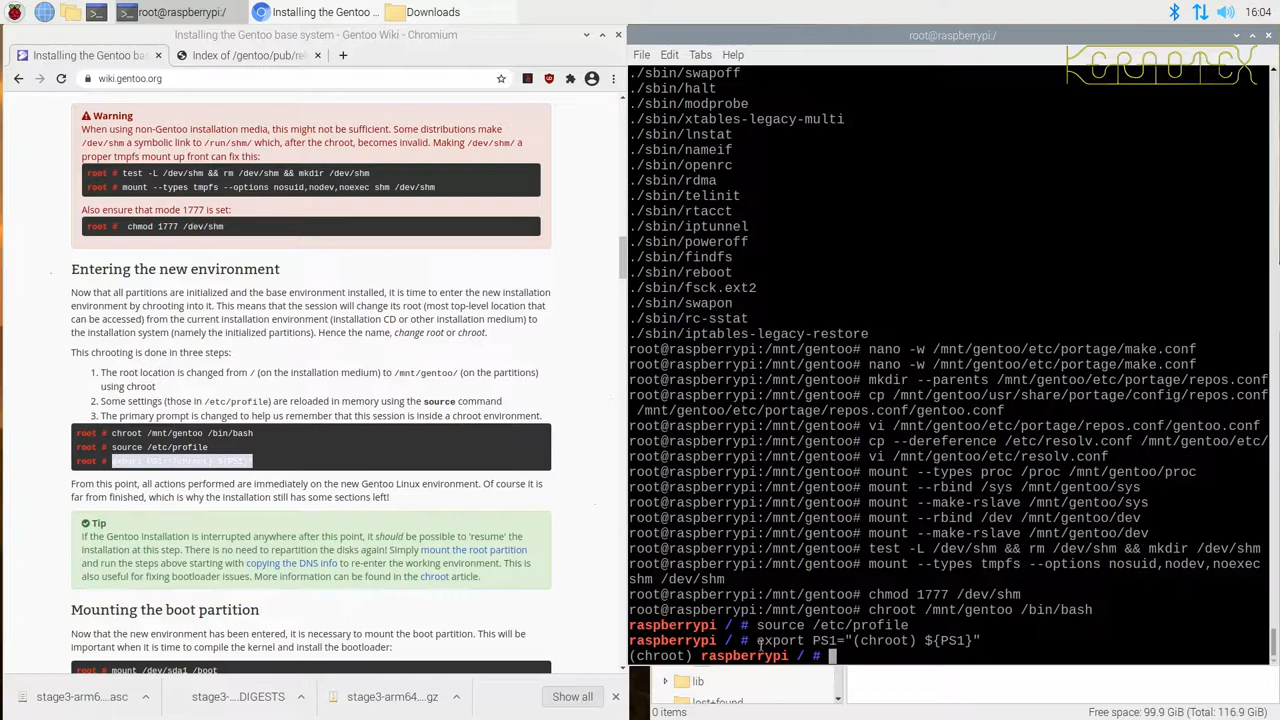 root@raspberrypi:/
Installing the Gentoo ...
Downloads
16:04
Installing the Gentoo base system - Gentoo Wiki - Chromium
Installing the Gentoo bas
Index of /gentoo/pub/rel
wiki.gentoo.org
Warning
When using non-Gentoo installation media, this might not be sufficient. Some distributions make
/dev/shm a symbolic link to /run/shm/ which, after the chroot, becomes invalid. Making /dev/shm/ a
proper tmpfs mount up front can fix this:
root # test -L /dev/shm && rm /dev/shm && mkdir /dev/shm
root # mount --types tmpfs --options nosuid,nodev,noexec shm /dev/shm
Also ensure that mode 1777 is set:
root # chmod 1777 /dev/shm
Entering the new environment
Now that all partitions are initialized and the base environment installed, it is time to enter the new installation
environment by chrooting into it. This means that the session will change its root (most top-level location that
can be accessed) from the current installation environment (installation CD or other installation medium) to
the installation system (namely the initialized partitions). Hence the name, change root or chroot.
This chrooting is done in three steps:
1. The root location is changed from / (on the installation medium) to /mnt/gentoo/ (on the partitions)
using chroot
2. Some settings (those in /etc/profile) are reloaded in memory using the source command
3. The primary prompt is changed to help us remember that this session is inside a chroot environment.
root # chroot /mnt/gentoo /bin/bash
root # source /etc/profile
root # export PS1="(chroot) ${PS1}"
From this point, all actions performed are immediately on the new Gentoo Linux environment. Of course it is
far from finished, which is why the installation still has some sections left!
Tip
If the Gentoo installation is interrupted anywhere after this point, it should be possible to 'resume' the
installation at this step. There is no need to repartition the disks again! Simply mount the root partition
and run the steps above starting with copying the DNS info to re-enter the working environment. This is
also useful for fixing bootloader issues. More information can be found in the chroot article.
Mounting the boot partition
Now that the new environment has been entered, it is necessary to mount the boot partition. This will be
important when it is time to compile the kernel and install the bootloader:
root # mount /dev/sda1 /boot
stage3-arm6....asc
stage3-...DIGESTS
stage3-arm64....gz
Show all
root@raspberrypi:/
File Edit Tabs Help
./sbin/swapoff
./sbin/halt
./sbin/modprobe
./sbin/xtables-legacy-multi
./sbin/lnstat
./sbin/nameif
./sbin/openrc
./sbin/rdma
./sbin/telinit
./sbin/rtacct
./sbin/iptunnel
./sbin/poweroff
./sbin/findfs
./sbin/reboot
./sbin/fsck.ext2
./sbin/swapon
./sbin/rc-sstat
./sbin/iptables-legacy-restore
root@raspberrypi:/mnt/gentoo# nano -w /mnt/gentoo/etc/portage/make.conf
root@raspberrypi:/mnt/gentoo# nano -w /mnt/gentoo/etc/portage/make.conf
root@raspberrypi:/mnt/gentoo# mkdir --parents /mnt/gentoo/etc/portage/repos.conf
root@raspberrypi:/mnt/gentoo# cp /mnt/gentoo/usr/share/portage/config/repos.conf
/mnt/gentoo/etc/portage/repos.conf/gentoo.conf
root@raspberrypi:/mnt/gentoo# vi /mnt/gentoo/etc/portage/repos.conf/gentoo.conf
root@raspberrypi:/mnt/gentoo# cp --dereference /etc/resolv.conf /mnt/gentoo/etc/
root@raspberrypi:/mnt/gentoo# vi /mnt/gentoo/etc/resolv.conf
root@raspberrypi:/mnt/gentoo# mount --types proc /proc /mnt/gentoo/proc
root@raspberrypi:/mnt/gentoo# mount --rbind /sys /mnt/gentoo/sys
root@raspberrypi:/mnt/gentoo# mount --make-rslave /mnt/gentoo/sys
root@raspberrypi:/mnt/gentoo# mount --rbind /dev /mnt/gentoo/dev
root@raspberrypi:/mnt/gentoo# mount --make-rslave /mnt/gentoo/dev
root@raspberrypi:/mnt/gentoo# test -L /dev/shm && rm /dev/shm && mkdir /dev/shm
root@raspberrypi:/mnt/gentoo# mount --types tmpfs --options nosuid,nodev,noexec
shm /dev/shm
root@raspberrypi:/mnt/gentoo# chmod 1777 /dev/shm
root@raspberrypi:/mnt/gentoo# chroot /mnt/gentoo /bin/bash
raspberrypi / # source /etc/profile
raspberrypi / # export PS1="(chroot) ${PS1}"
(chroot) raspberrypi / #
lib
lost+found
0 items
Free space: 99.9 GiB (Total: 116.9 GiB)